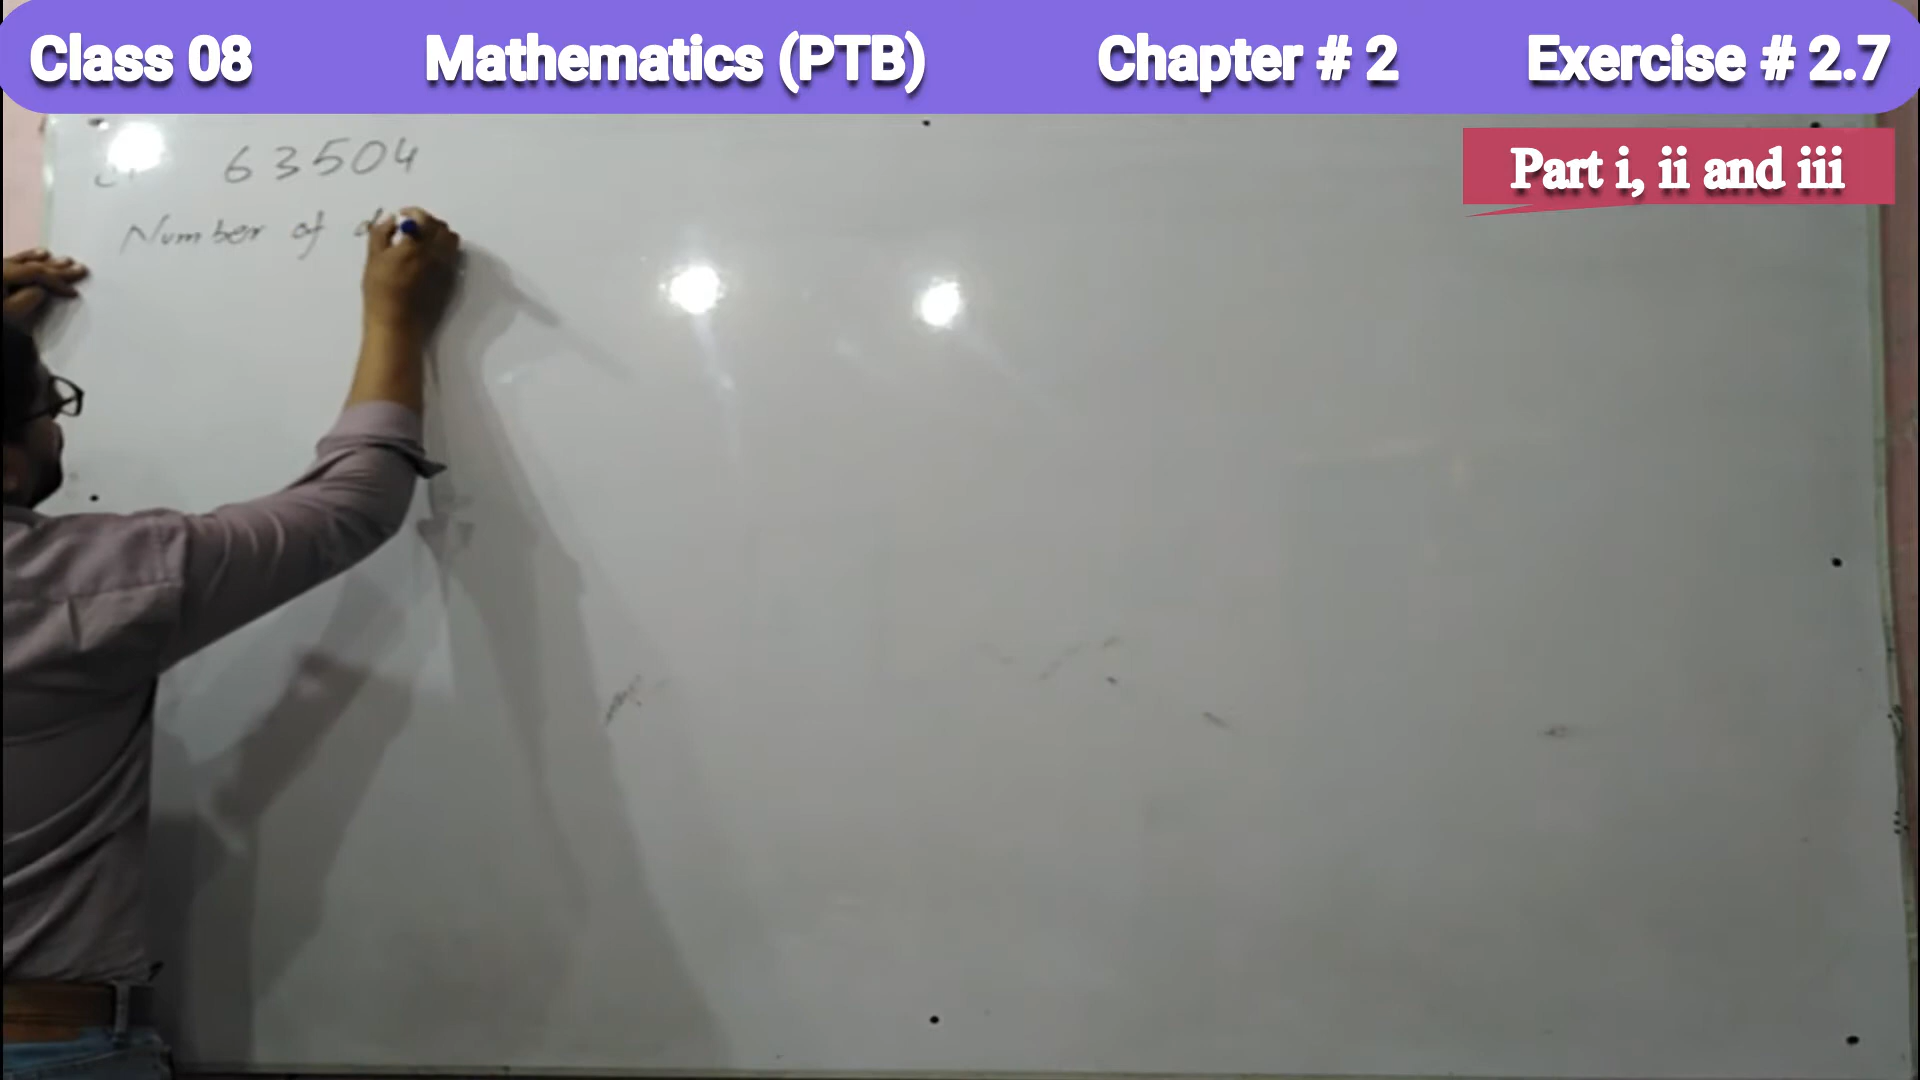 Class 08 Mathematics (PTB) Chapter # 2 Exercise # 2.7
Part i, ii and iii
63504
Number of